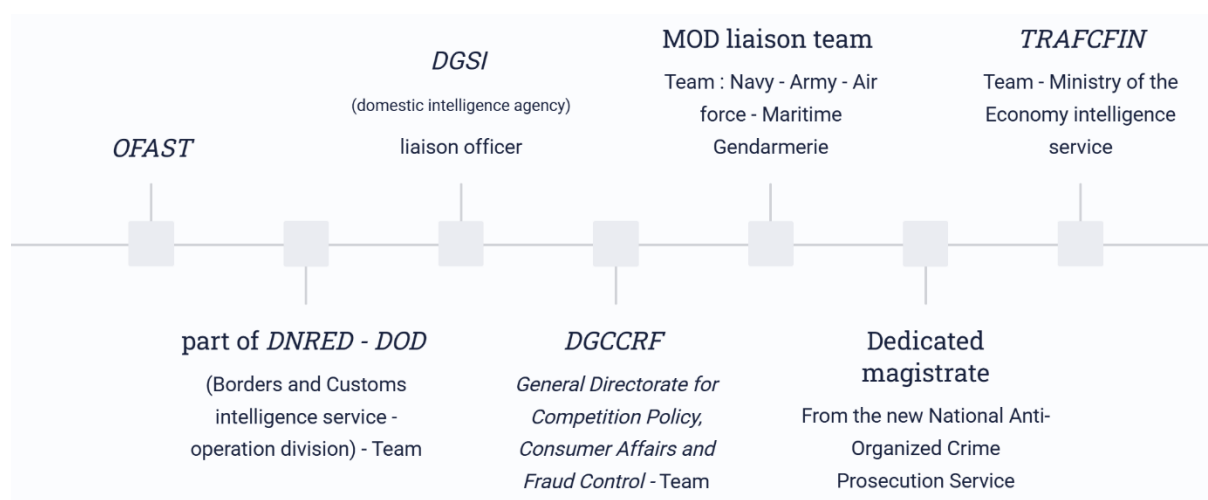 OFAST
part of DNRED - DOD
(Borders and Customs
intelligence service -
operation division) - Team
DGSI
(domestic intelligence agency)
liaison officer
DGCCRF
General Directorate for
Competition Policy,
Consumer Affairs and
Fraud Control - Team
MOD liaison team
Team : Navy - Army - Air
force - Maritime
Gendarmerie
Dedicated
magistrate
From the new National Anti-
Organized Crime
Prosecution Service
TRAFCFIN
Team - Ministry of the
Economy intelligence
service